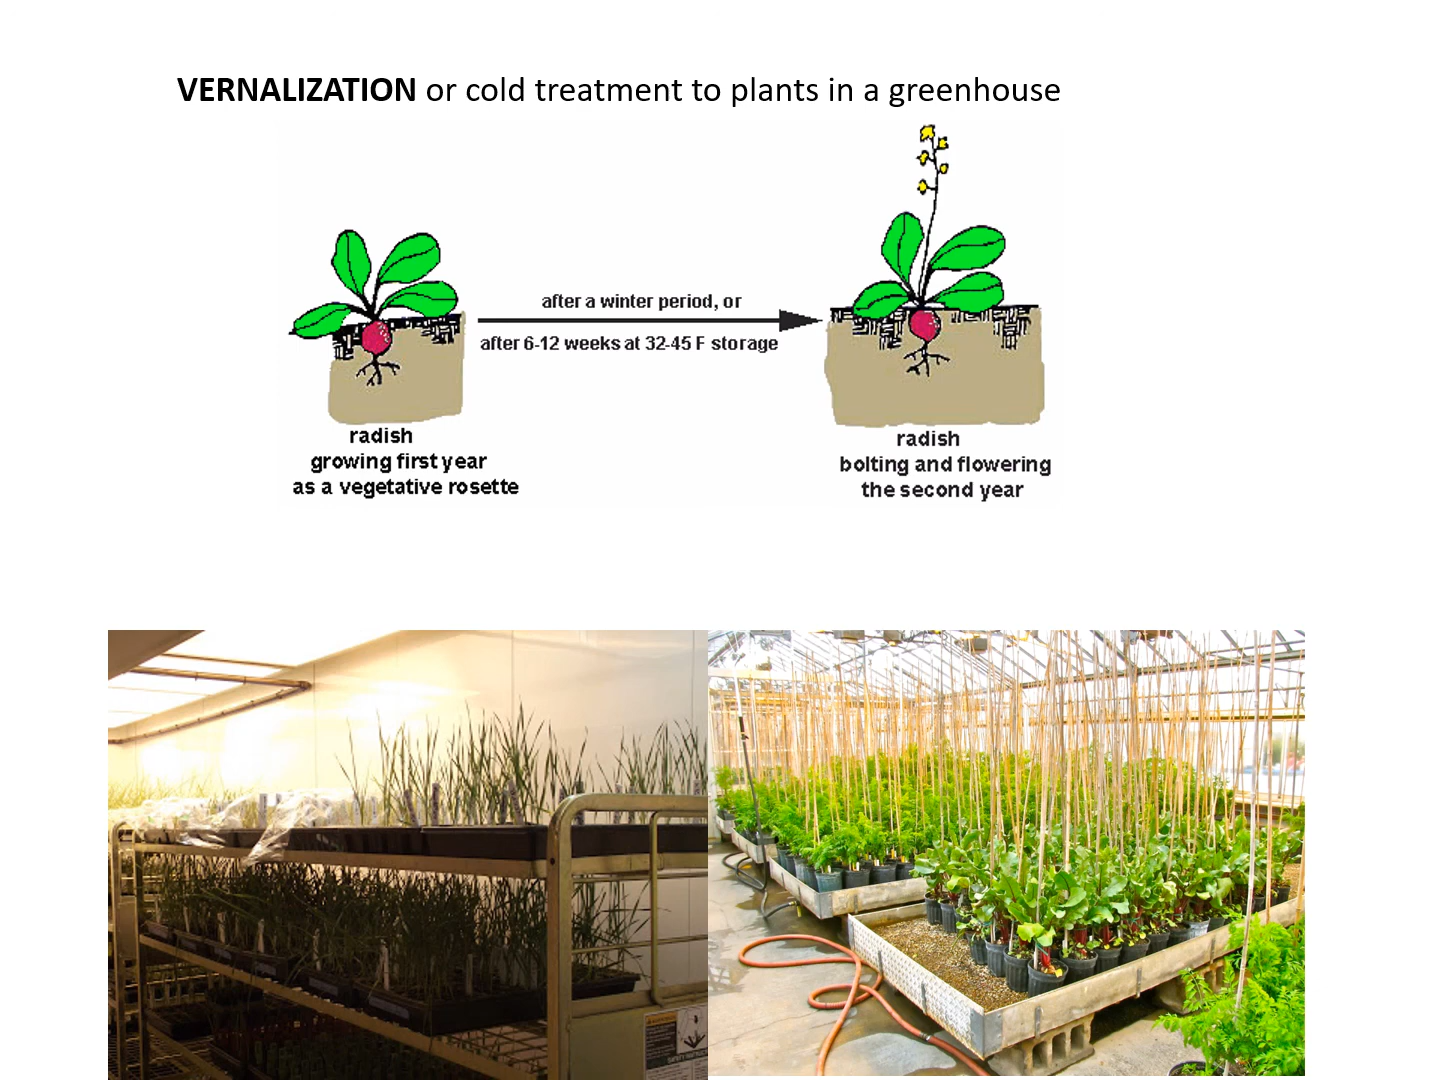 VERNALIZATION or cold treatment to plants in a greenhouse
after a winter period, or
after 6-12 weeks at 32-45 F storage
radish
growing first year
as a vegetative rosette
radish
bolting and flowering
the second year